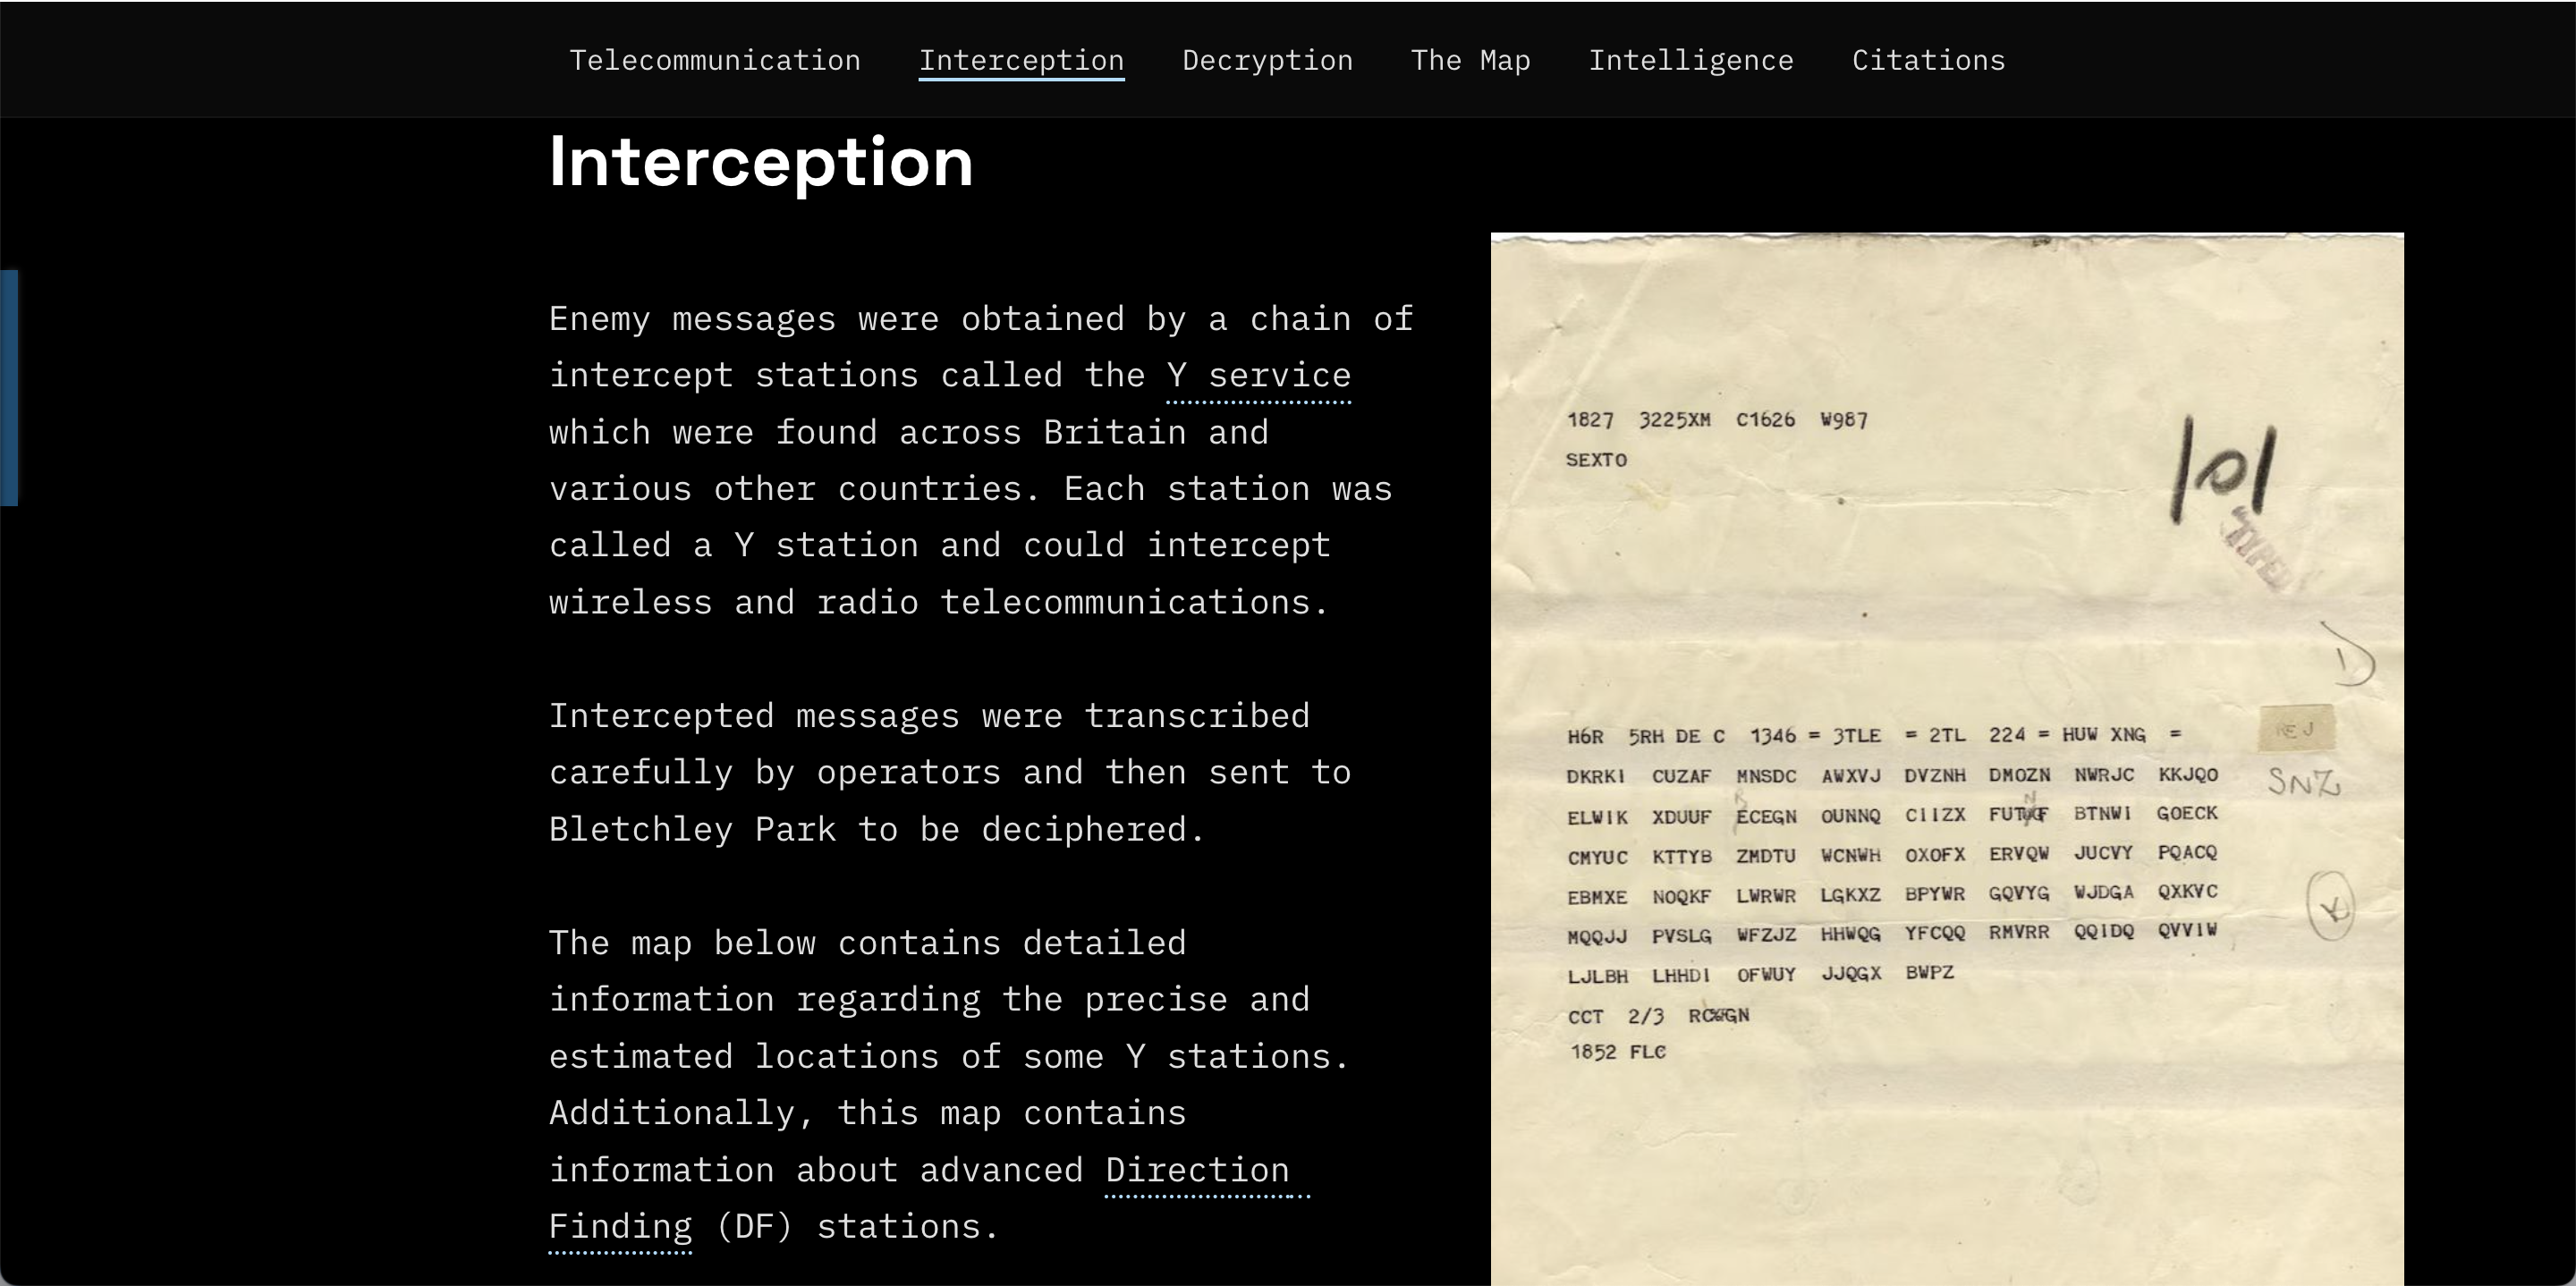 Telecommunication Interception Decryption The Map Intelligence Citations
Interception
Enemy messages were obtained by a chain of
intercept stations called the Y service
which were found across Britain and
various other countries. Each station was
called a Y station and could intercept
wireless and radio telecommunications.
Intercepted messages were transcribed
carefully by operators and then sent to
Bletchley Park to be deciphered.
The map below contains detailed
information regarding the precise and
estimated locations of some Y stations.
Additionally, this map contains
information about advanced Direction
Finding (DF) stations.
1827 3225XM C1626 W987
SEXTO
101
TYPED
D
H6R 5RH DE C 1346 = 3TLE = 2TL 224 = HUW XNG =
REJ
DKRKI CUZAF MNSDC AWXVJ DVZNH DMOZN NWRJC KKJQO
SNZ
ELWIK XDUUF ECEGN OUNNQ CIIZX BTNWI GOECK
CMYUC KTTYB ZMDTU WCNWH OXOFX ERVQW JUCVY PQACQ
EBMXE NOQKF LWRWR LGKXZ BPYWR GQVYG WJDGA QXKVC
MQQJJ PVSLG WFZJZ HHWQG YFCQQ RMVRR QQIDQ QVVIW
LJLBH LHHDI OFWUY JJQGX BWPZ
CCT 2/3
1852 FLC